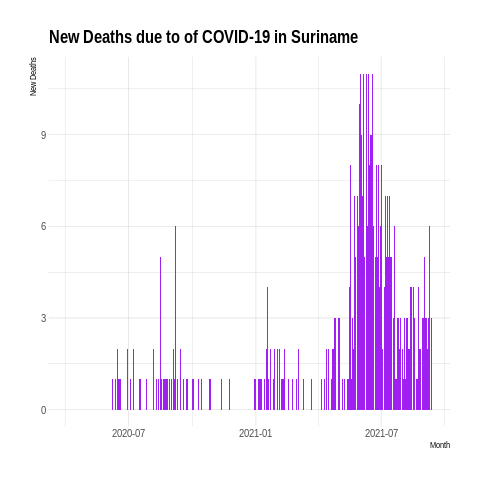 New Deaths due to of COVID-19 in Suriname
New Deaths
9
6
3
0
2020-07 2021-01 2021-07
Month